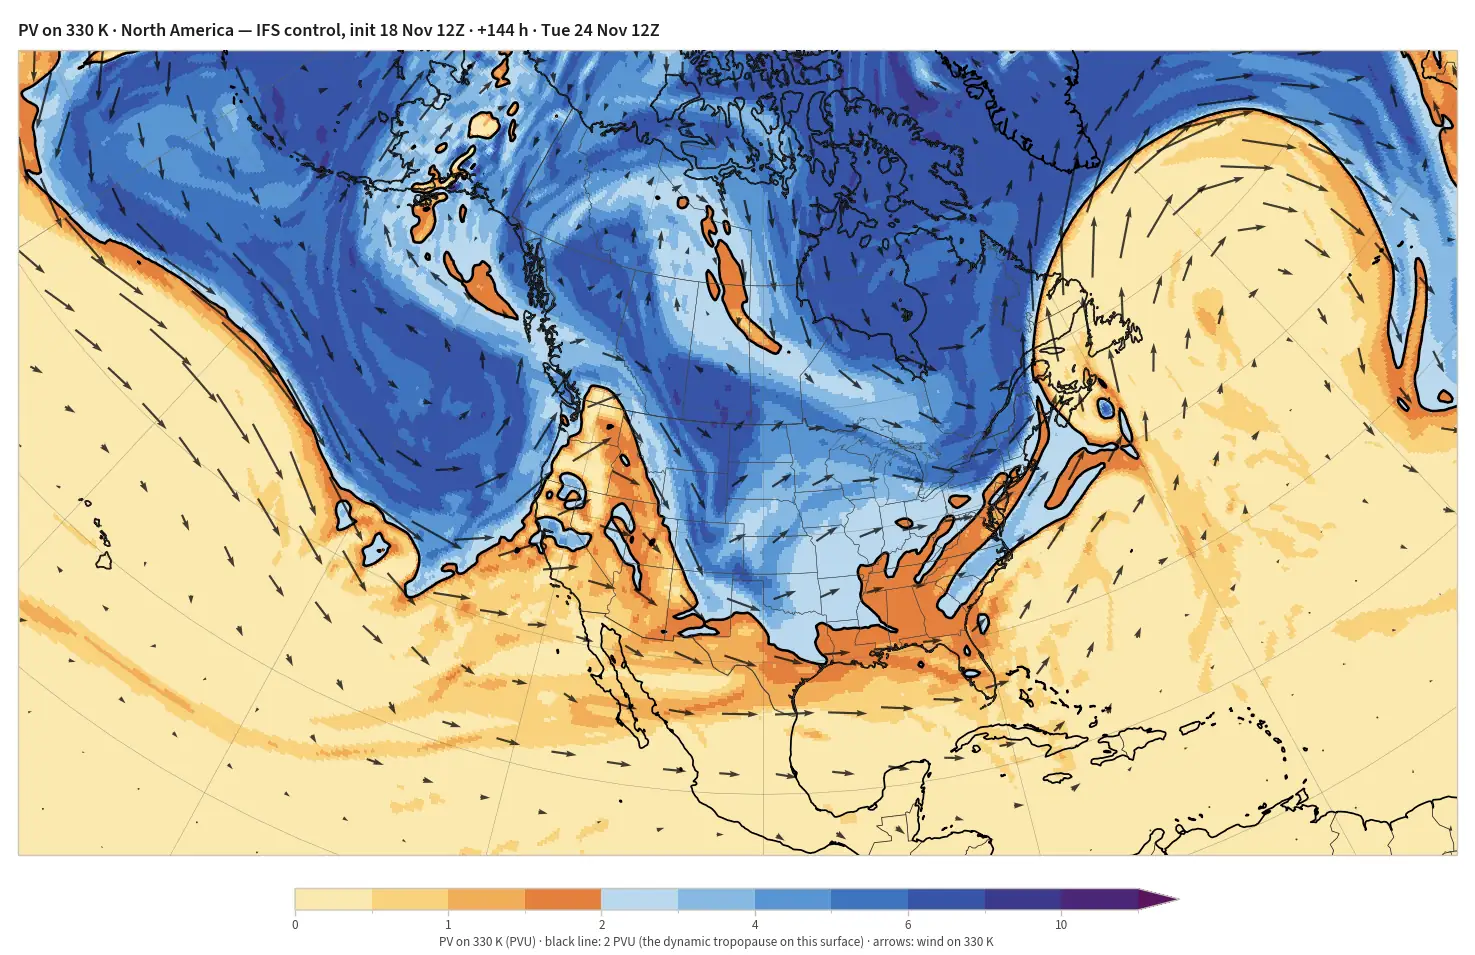 PV on 330 K · North America — IFS control, init 18 Nov 12Z · +144 h · Tue 24 Nov 12Z
0 1 2 4 6 10
PV on 330 K (PVU) · black line: 2 PVU (the dynamic tropopause on this surface) · arrows: wind on 330 K